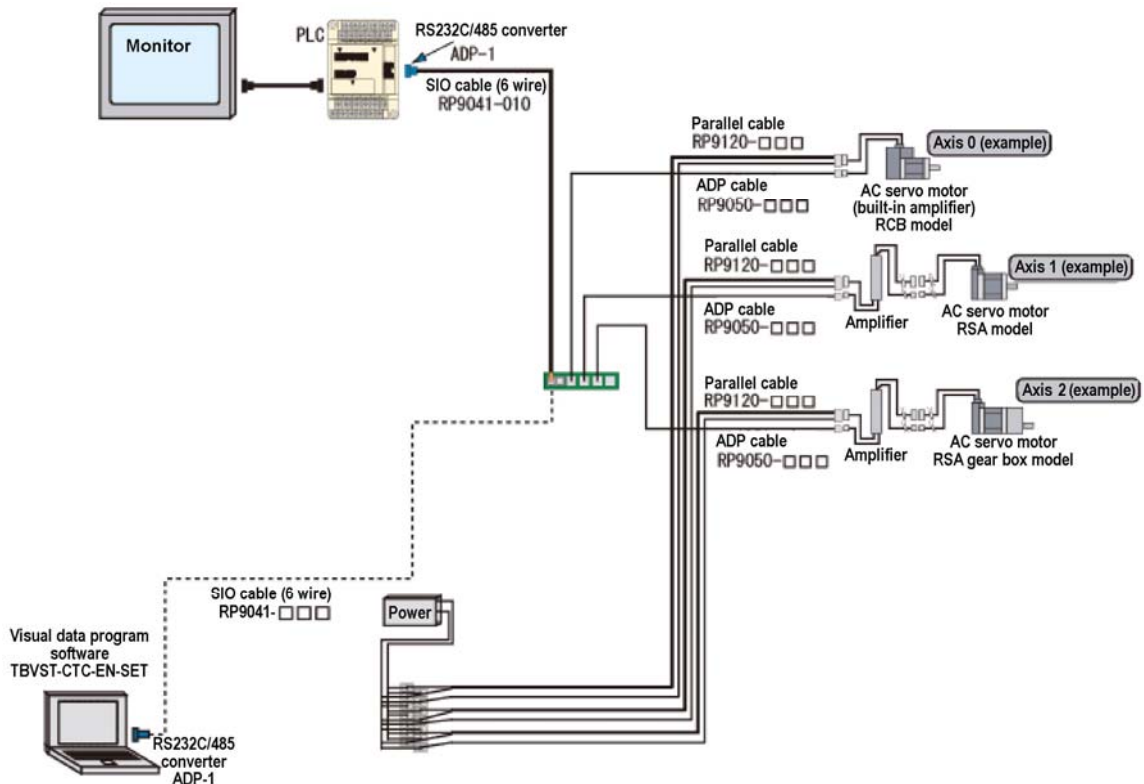 Monitor
PLC
RS232C/485 converter
ADP-1
SIO cable (6 wire)
RP9041-010
Parallel cable
RP9120-□□□
ADP cable
RP9050-□□□
Axis 0 (example)
AC servo motor
(built-in amplifier)
RCB model
Parallel cable
RP9120-□□□
ADP cable
RP9050-□□□
Amplifier
Axis 1 (example)
AC servo motor
RSA model
Parallel cable
RP9120-□□□
ADP cable
RP9050-□□□
Amplifier
Axis 2 (example)
AC servo motor
RSA gear box model
SIO cable (6 wire)
RP9041-□□□
Power
Visual data program
software
TBVST-CTC-EN-SET
RS232C/485
converter
ADP-1